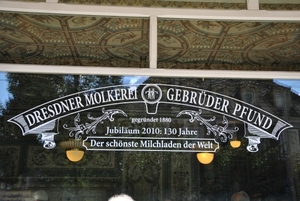 DRESDNER MOLKEREI GEBRÜDER PFUND
gegründet 1880
Jubiläum 2010: 130 Jahre
Der schönste Milchladen der Welt